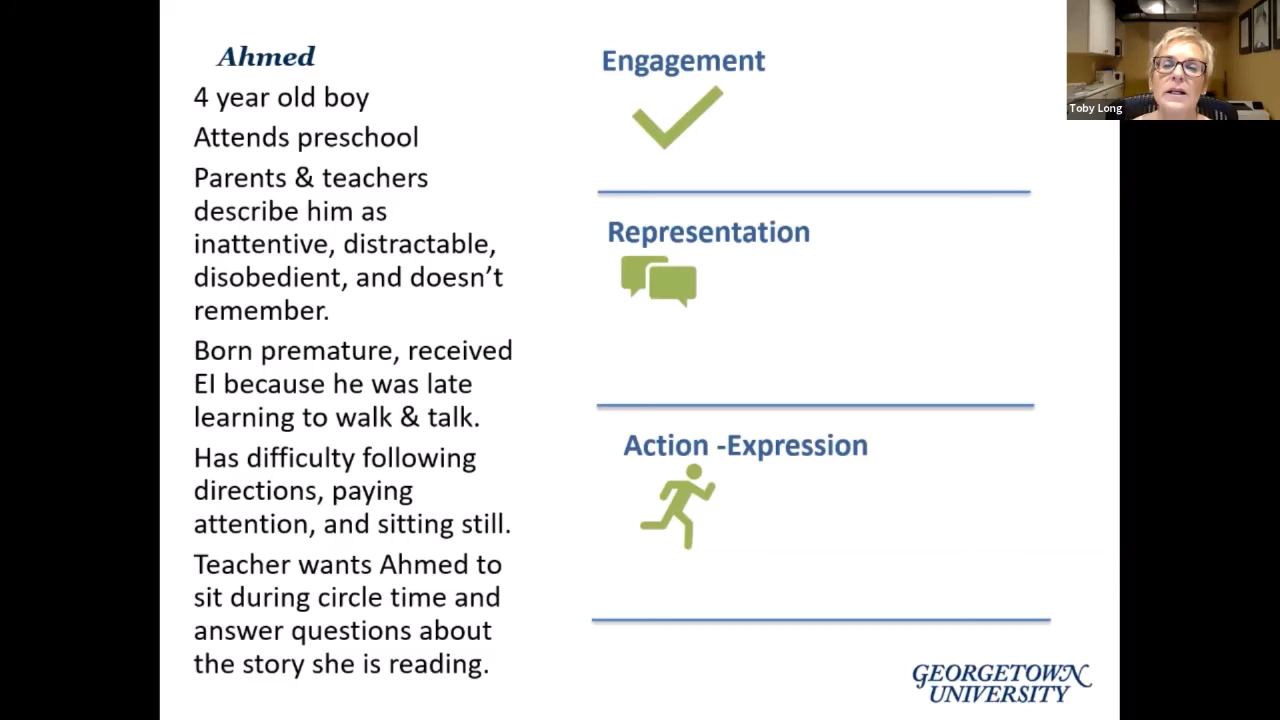 Ahmed
4 year old boy
Attends preschool
Parents & teachers
describe him as
inattentive, distractable,
disobedient, and doesn't
remember.
Born premature, received
EI because he was late
learning to walk & talk.
Has difficulty following
directions, paying
attention, and sitting still.
Teacher wants Ahmed to
sit during circle time and
answer questions about
the story she is reading.
Engagement
Representation
Action -Expression
GEORGETOWN
UNIVERSITY
Toby Long